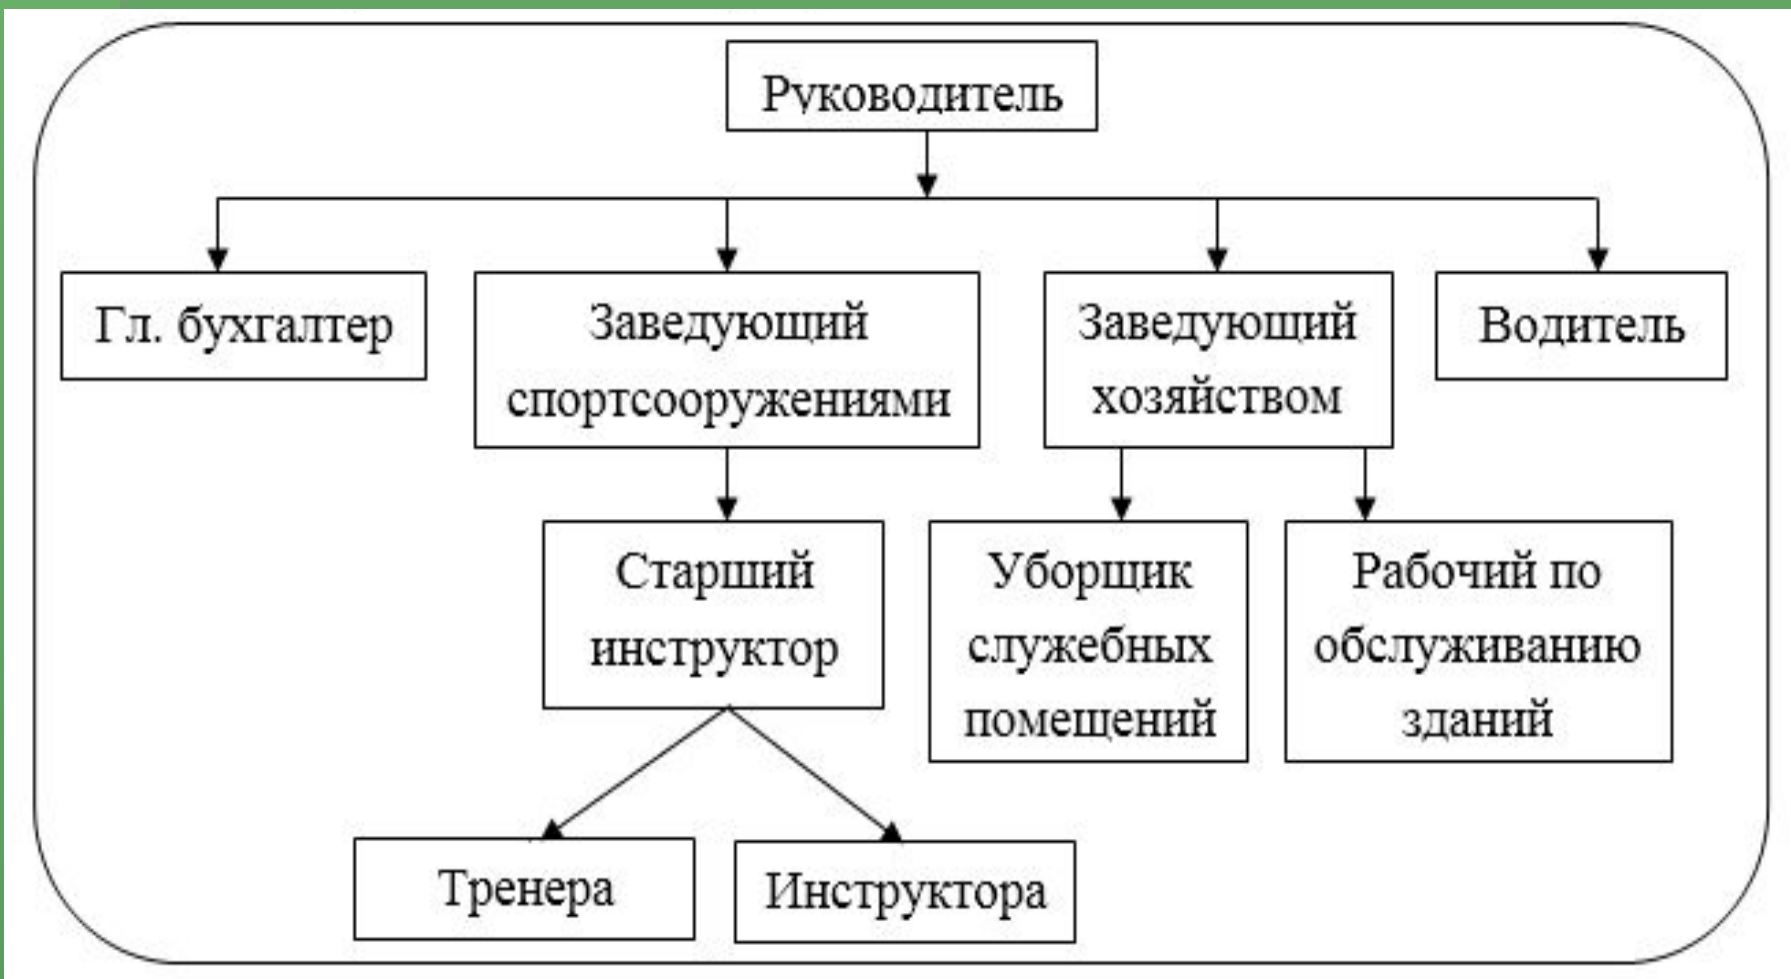 Руководитель
Гл. бухгалтер
Заведующий
спортсооружениями
Заведующий
хозяйством
Водитель
Старший
инструктор
Уборщик
служебных
помещений
Рабочий по
обслуживанию
зданий
Тренера
Инструктора